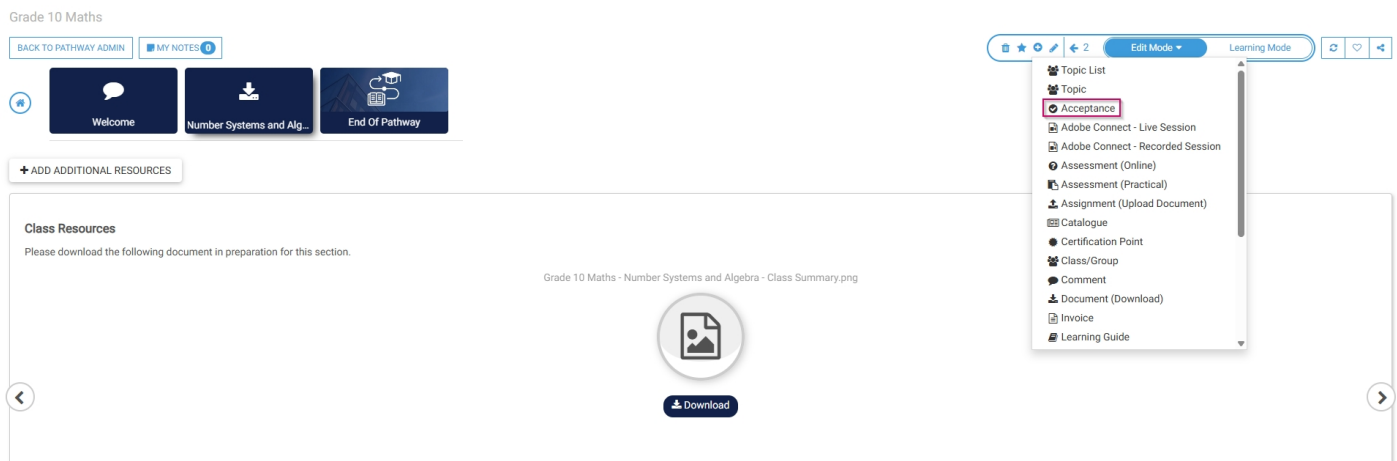 Grade 10 Maths
BACK TO PATHWAY ADMIN
MY NOTES 0
2
Edit Mode
Learning Mode
Welcome
Number Systems and Alg...
End Of Pathway
Topic List
Topic
Acceptance
Adobe Connect - Live Session
Adobe Connect - Recorded Session
Assessment (Online)
Assessment (Practical)
Assignment (Upload Document)
Catalogue
Certification Point
Class/Group
Comment
Document (Download)
Invoice
Learning Guide
+ ADD ADDITIONAL RESOURCES
Class Resources
Please download the following document in preparation for this section.
Grade 10 Maths - Number Systems and Algebra - Class Summary.png
Download